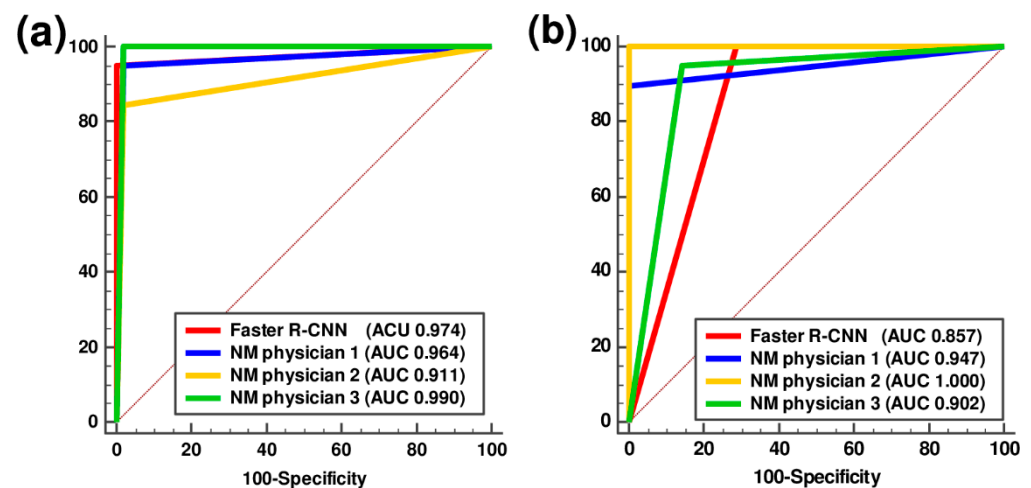 (a)
100
80
60
40
20
0
Faster R-CNN (ACU 0.974)
NM physician 1 (AUC 0.964)
NM physician 2 (AUC 0.911)
NM physician 3 (AUC 0.990)
0 20 40 60 80 100
100-Specificity
(b)
100
80
60
40
20
0
Faster R-CNN (AUC 0.857)
NM physician 1 (AUC 0.947)
NM physician 2 (AUC 1.000)
NM physician 3 (AUC 0.902)
0 20 40 60 80 100
100-Specificity